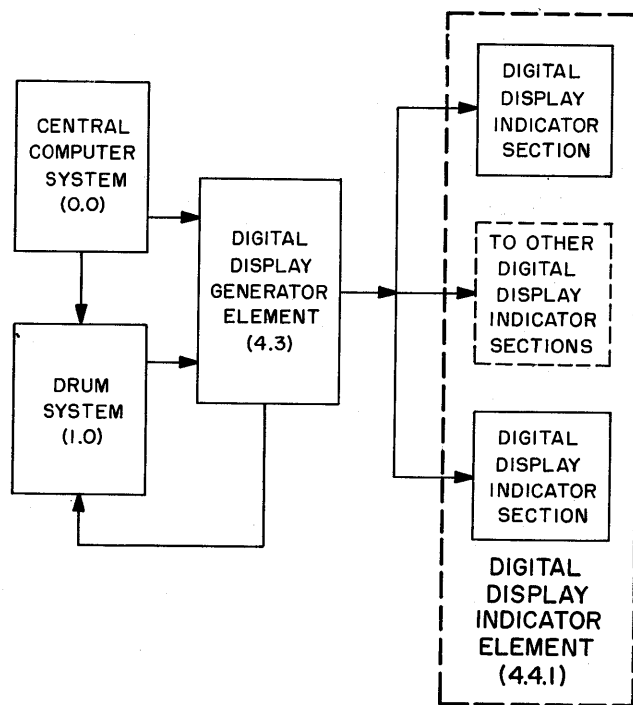 CENTRAL
COMPUTER
SYSTEM
(0.0)
DRUM
SYSTEM
(1.0)
DIGITAL
DISPLAY
GENERATOR
ELEMENT
(4.3)
DIGITAL
DISPLAY
INDICATOR
SECTION
TO OTHER
DIGITAL
DISPLAY
INDICATOR
SECTIONS
DIGITAL
DISPLAY
INDICATOR
SECTION
DIGITAL
DISPLAY
INDICATOR
ELEMENT
(4.4.1)